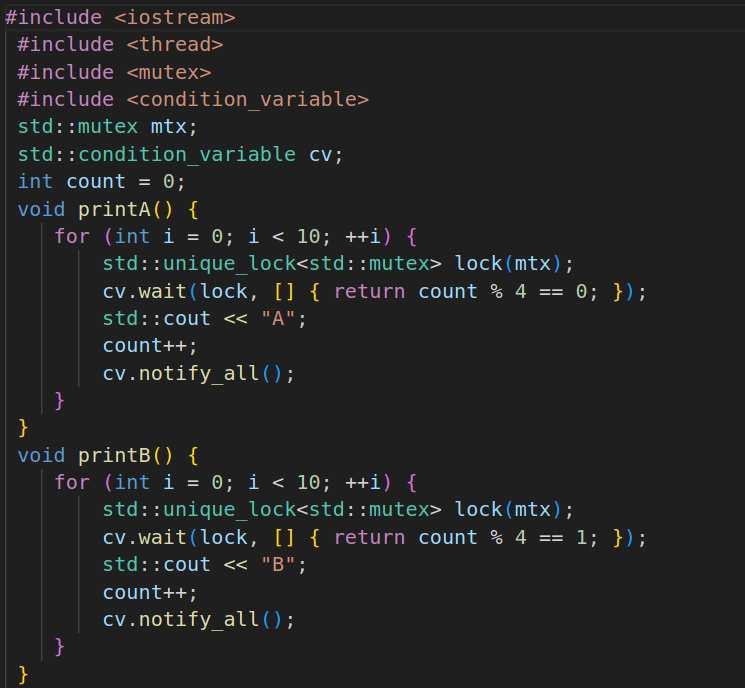 #include <iostream>
#include <thread>
#include <mutex>
#include <condition_variable>
std::mutex mtx;
std::condition_variable cv;
int count = 0;
void printA() {
    for (int i = 0; i < 10; ++i) {
        std::unique_lock<std::mutex> lock(mtx);
        cv.wait(lock, [] { return count % 4 == 0; });
        std::cout << "A";
        count++;
        cv.notify_all();
    }
}
void printB() {
    for (int i = 0; i < 10; ++i) {
        std::unique_lock<std::mutex> lock(mtx);
        cv.wait(lock, [] { return count % 4 == 1; });
        std::cout << "B";
        count++;
        cv.notify_all();
    }
}